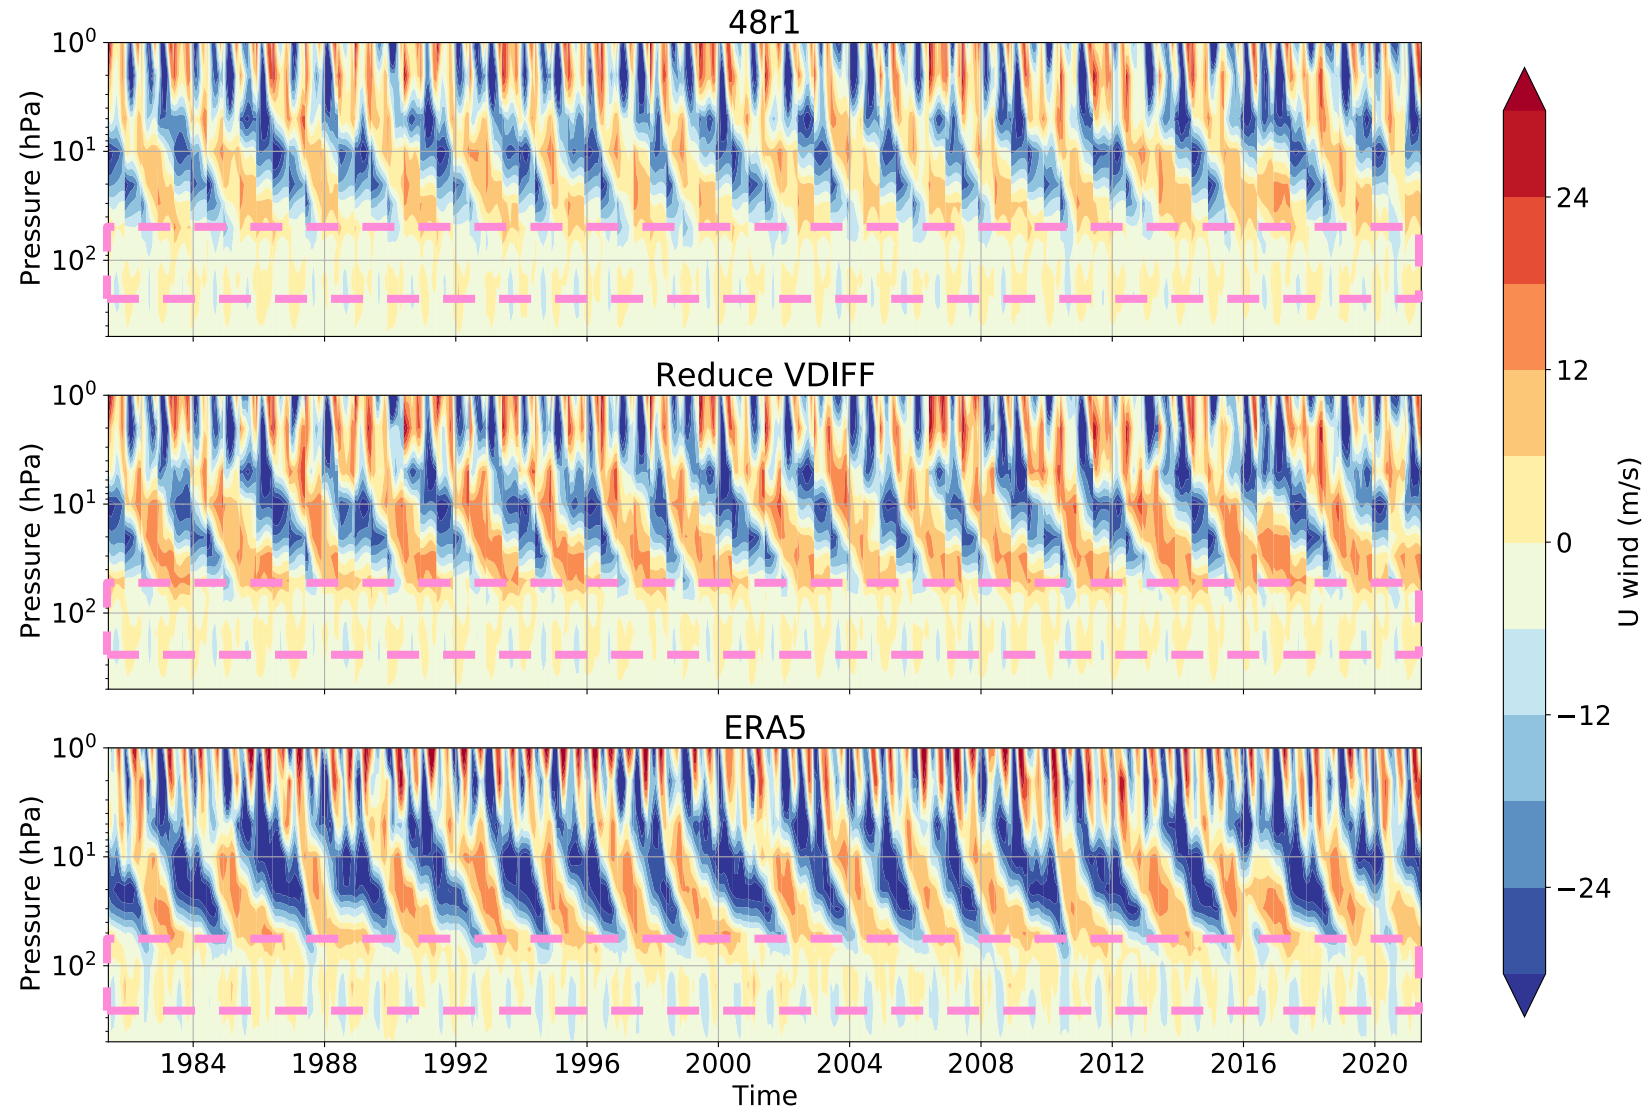 48r1
10⁰
10¹
10²
Pressure (hPa)
Reduce VDIFF
10⁰
10¹
10²
Pressure (hPa)
ERA5
10⁰
10¹
10²
Pressure (hPa)
1984 1988 1992 1996 2000 2004 2008 2012 2016 2020
Time
24
12
0
−12
−24
U wind (m/s)